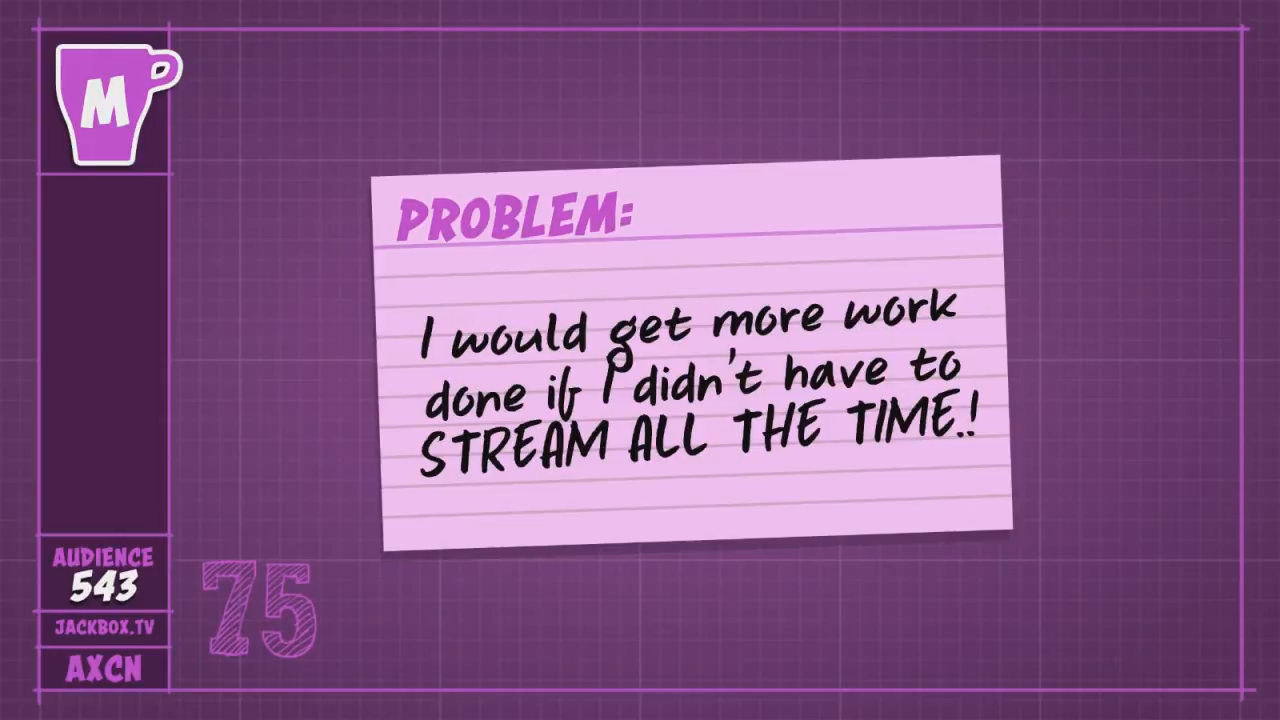 M
PROBLEM:
I would get more work
done if I didn't have to
STREAM ALL THE TIME.!
AUDIENCE
543
JACKBOX.TV
AXCN
75